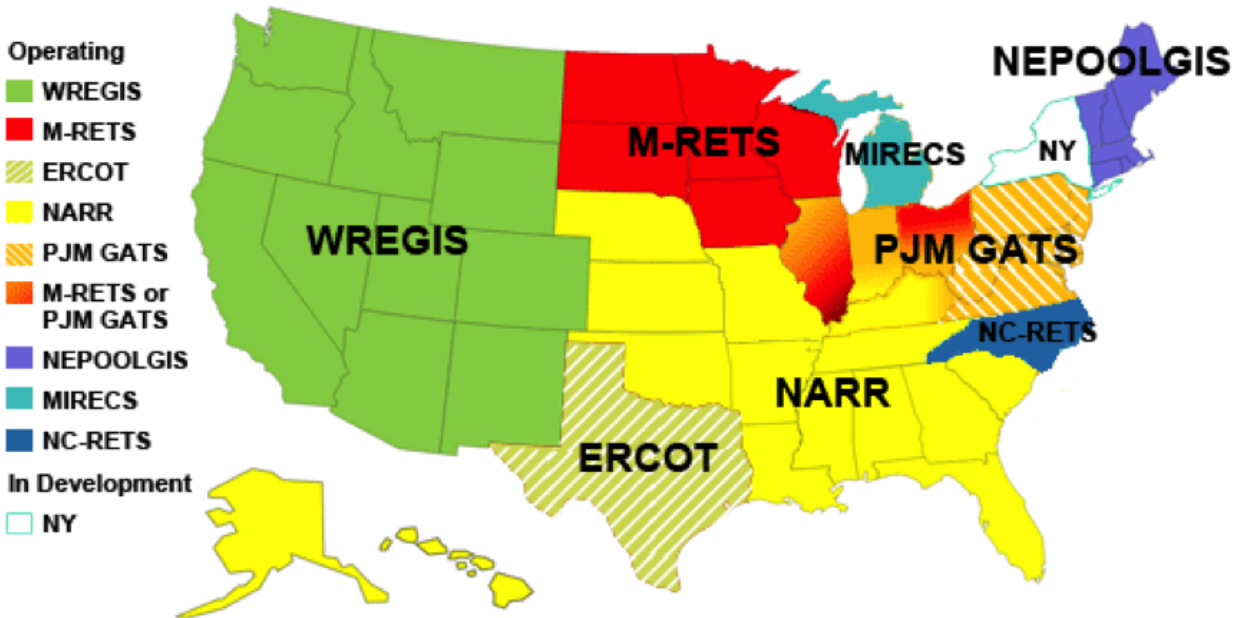 Operating
WREGIS
M-RETS
ERCOT
NARR
PJM GATS
M-RETS or
PJM GATS
NEPOOLGIS
MIRECS
NC-RETS
In Development
NY
NEPOOLGIS
M-RETS
MIRECS
NY
WREGIS
PJM GATS
NC-RETS
NARR
ERCOT